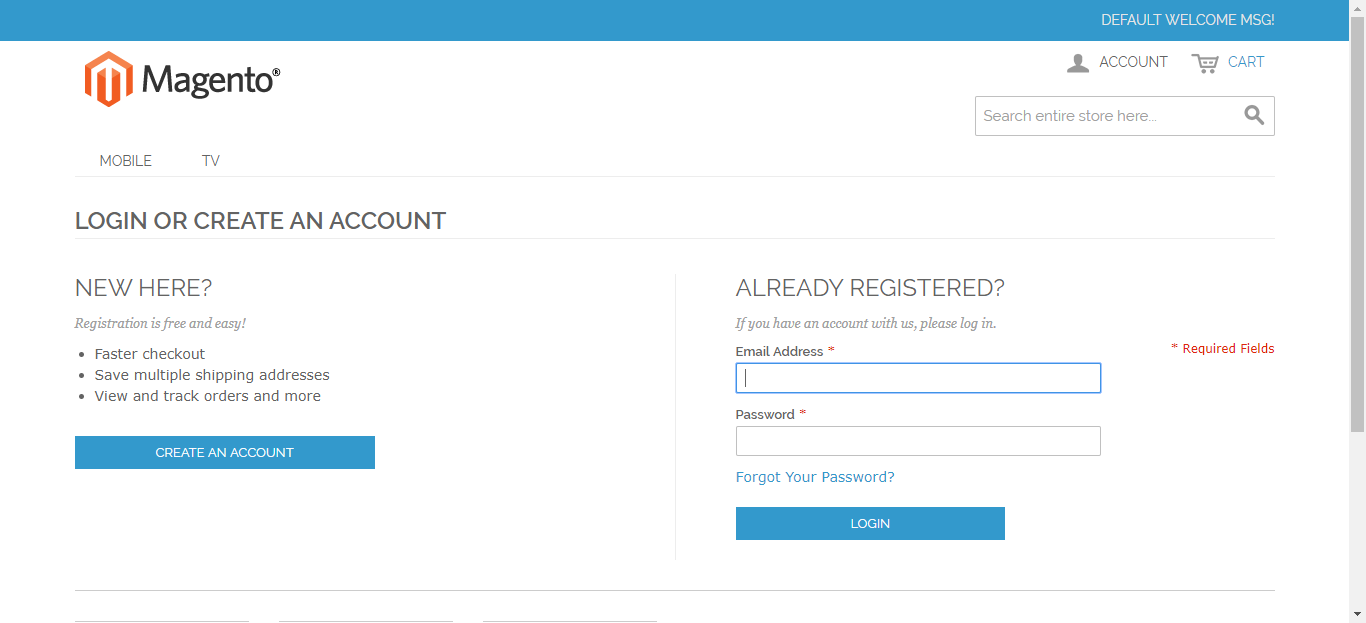 DEFAULT WELCOME MSG!
Magento®
ACCOUNT
CART
Search entire store here...
MOBILE
TV
LOGIN OR CREATE AN ACCOUNT
NEW HERE?
Registration is free and easy!
Faster checkout
Save multiple shipping addresses
View and track orders and more
CREATE AN ACCOUNT
ALREADY REGISTERED?
If you have an account with us, please log in.
* Required Fields
Email Address *
Password *
Forgot Your Password?
LOGIN